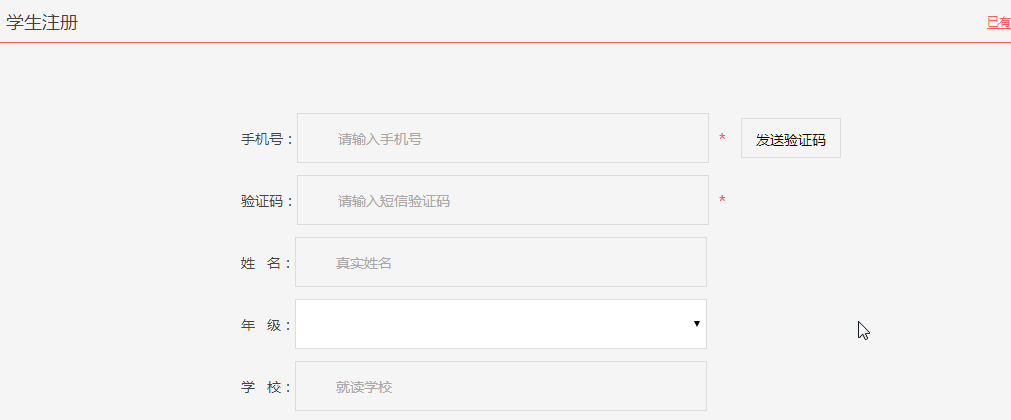 学生注册
已有
手机号： 请输入手机号 * 发送验证码
验证码： 请输入短信验证码 *
姓 名： 真实姓名
年 级：
学 校： 就读学校